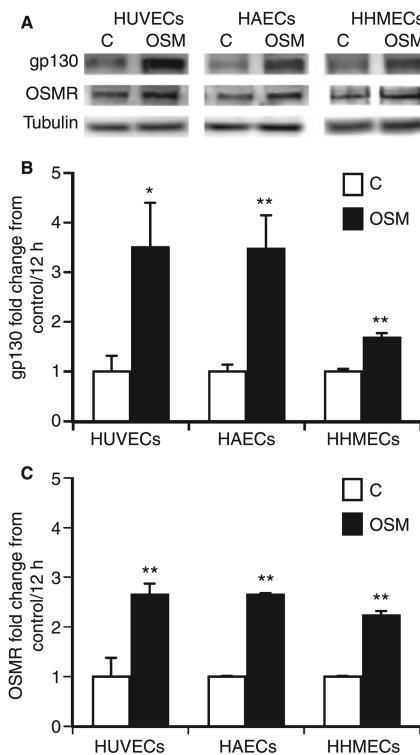 A
HUVECs HAECs HHMECs
C OSM C OSM C OSM
gp130
OSMR
Tubulin
B
gp130 fold change from
control/12 h
5
4
3
2
1
0
*
**
**
C
OSM
HUVECs HAECs HHMECs
C
OSMR fold change from
control/12 h
5
4
3
2
1
0
**
**
**
C
OSM
HUVECs HAECs HHMECs